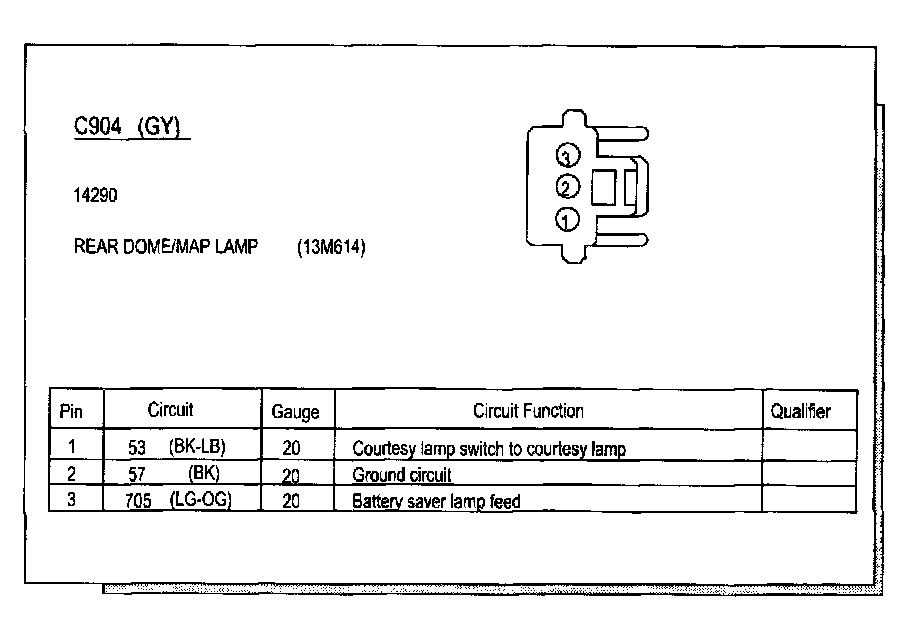 C904 (GY)
14290
REAR DOME/MAP LAMP (13M614)
3
2
1
Pin Circuit Gauge Circuit Function Qualifier
1 53 (BK-LB) 20 Courtesy lamp switch to courtesy lamp
2 57 (BK) 20 Ground circuit
3 705 (LG-OG) 20 Battery saver lamp feed